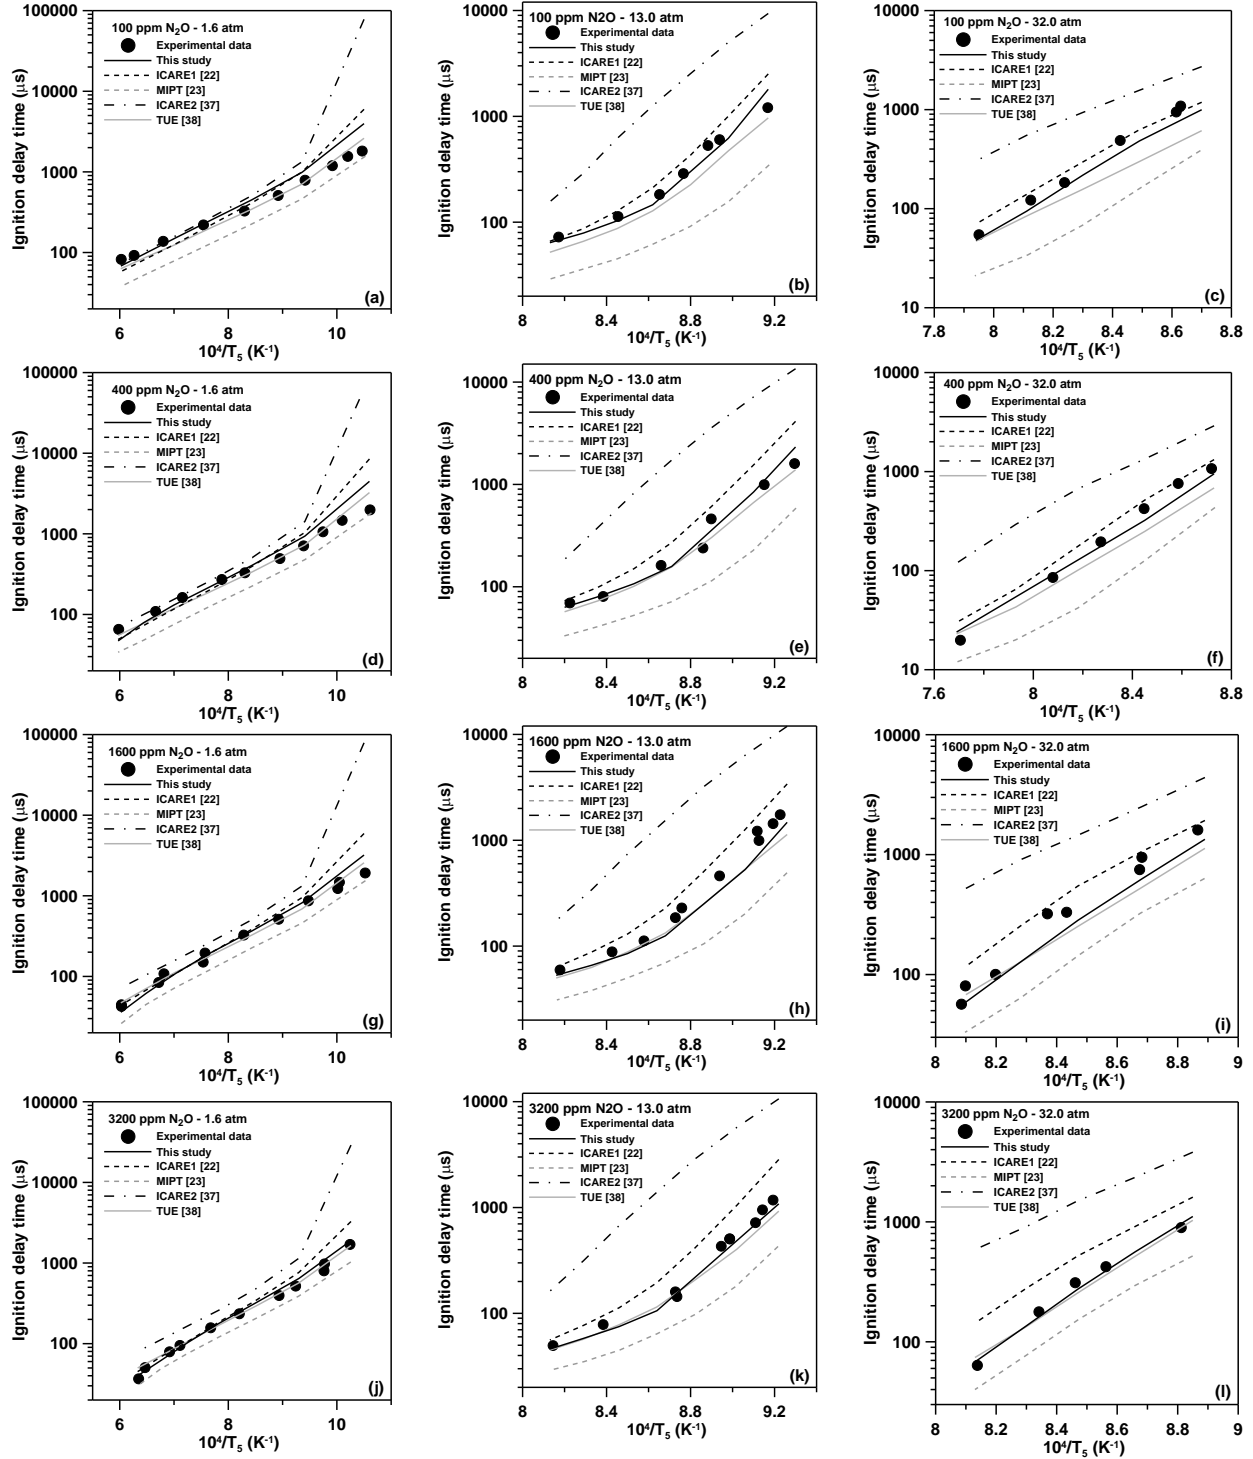 100 ppm N₂O - 1.6 atm
Experimental data
This study
ICARE1 [22]
MIPT [23]
ICARE2 [37]
TUE [38]
Ignition delay time (μs)
100000
10000
1000
100
6
8
10
10⁴/T₅ (K⁻¹)
(a)
100 ppm N2O - 13.0 atm
Experimental data
This study
ICARE1 [22]
MIPT [23]
ICARE2 [37]
TUE [38]
Ignition delay time (μs)
10000
1000
100
8
8.4
8.8
9.2
10⁴/T₅ (K⁻¹)
(b)
100 ppm N₂O - 32.0 atm
Experimental data
This study
ICARE1 [22]
MIPT [23]
ICARE2 [37]
TUE [38]
Ignition delay time (μs)
10000
1000
100
10
7.8
8
8.2
8.4
8.6
8.8
10⁴/T₅ (K⁻¹)
(c)
400 ppm N₂O - 1.6 atm
Experimental data
This study
ICARE1 [22]
MIPT [23]
ICARE2 [37]
TUE [38]
Ignition delay time (μs)
100000
10000
1000
100
6
8
10
10⁴/T₅ (K⁻¹)
(d)
400 ppm N₂O - 13.0 atm
Experimental data
This study
ICARE1 [22]
MIPT [23]
ICARE2 [37]
TUE [38]
Ignition delay time (μs)
10000
1000
100
8
8.4
8.8
9.2
10⁴/T₅ (K⁻¹)
(e)
400 ppm N₂O - 32.0 atm
Experimental data
This study
ICARE1 [22]
MIPT [23]
ICARE2 [37]
TUE [38]
Ignition delay time (μs)
10000
1000
100
10
7.6
8
8.4
8.8
10⁴/T₅ (K⁻¹)
(f)
1600 ppm N₂O - 1.6 atm
Experimental data
This study
ICARE1 [22]
MIPT [23]
ICARE2 [37]
TUE [38]
Ignition delay time (μs)
100000
10000
1000
100
6
8
10
10⁴/T₅ (K⁻¹)
(g)
1600 ppm N2O - 13.0 atm
Experimental data
This study
ICARE1 [22]
MIPT [23]
ICARE2 [37]
TUE [38]
Ignition delay time (μs)
10000
1000
100
8
8.4
8.8
9.2
10⁴/T₅ (K⁻¹)
(h)
1600 ppm N₂O - 32.0 atm
Experimental data
This study
ICARE1 [22]
MIPT [23]
ICARE2 [37]
TUE [38]
Ignition delay time (μs)
10000
1000
100
8
8.2
8.4
8.6
8.8
9
10⁴/T₅ (K⁻¹)
(i)
3200 ppm N₂O - 1.6 atm
Experimental data
This study
ICARE1 [22]
MIPT [23]
ICARE2 [37]
TUE [38]
Ignition delay time (μs)
100000
10000
1000
100
6
8
10
10⁴/T₅ (K⁻¹)
(j)
3200 ppm N2O - 13.0 atm
Experimental data
This study
ICARE1 [22]
MIPT [23]
ICARE2 [37]
TUE [38]
Ignition delay time (μs)
10000
1000
100
8
8.4
8.8
9.2
10⁴/T₅ (K⁻¹)
(k)
3200 ppm N₂O - 32.0 atm
Experimental data
This study
ICARE1 [22]
MIPT [23]
ICARE2 [37]
TUE [38]
Ignition delay time (μs)
10000
1000
100
8
8.2
8.4
8.6
8.8
9
10⁴/T₅ (K⁻¹)
(l)